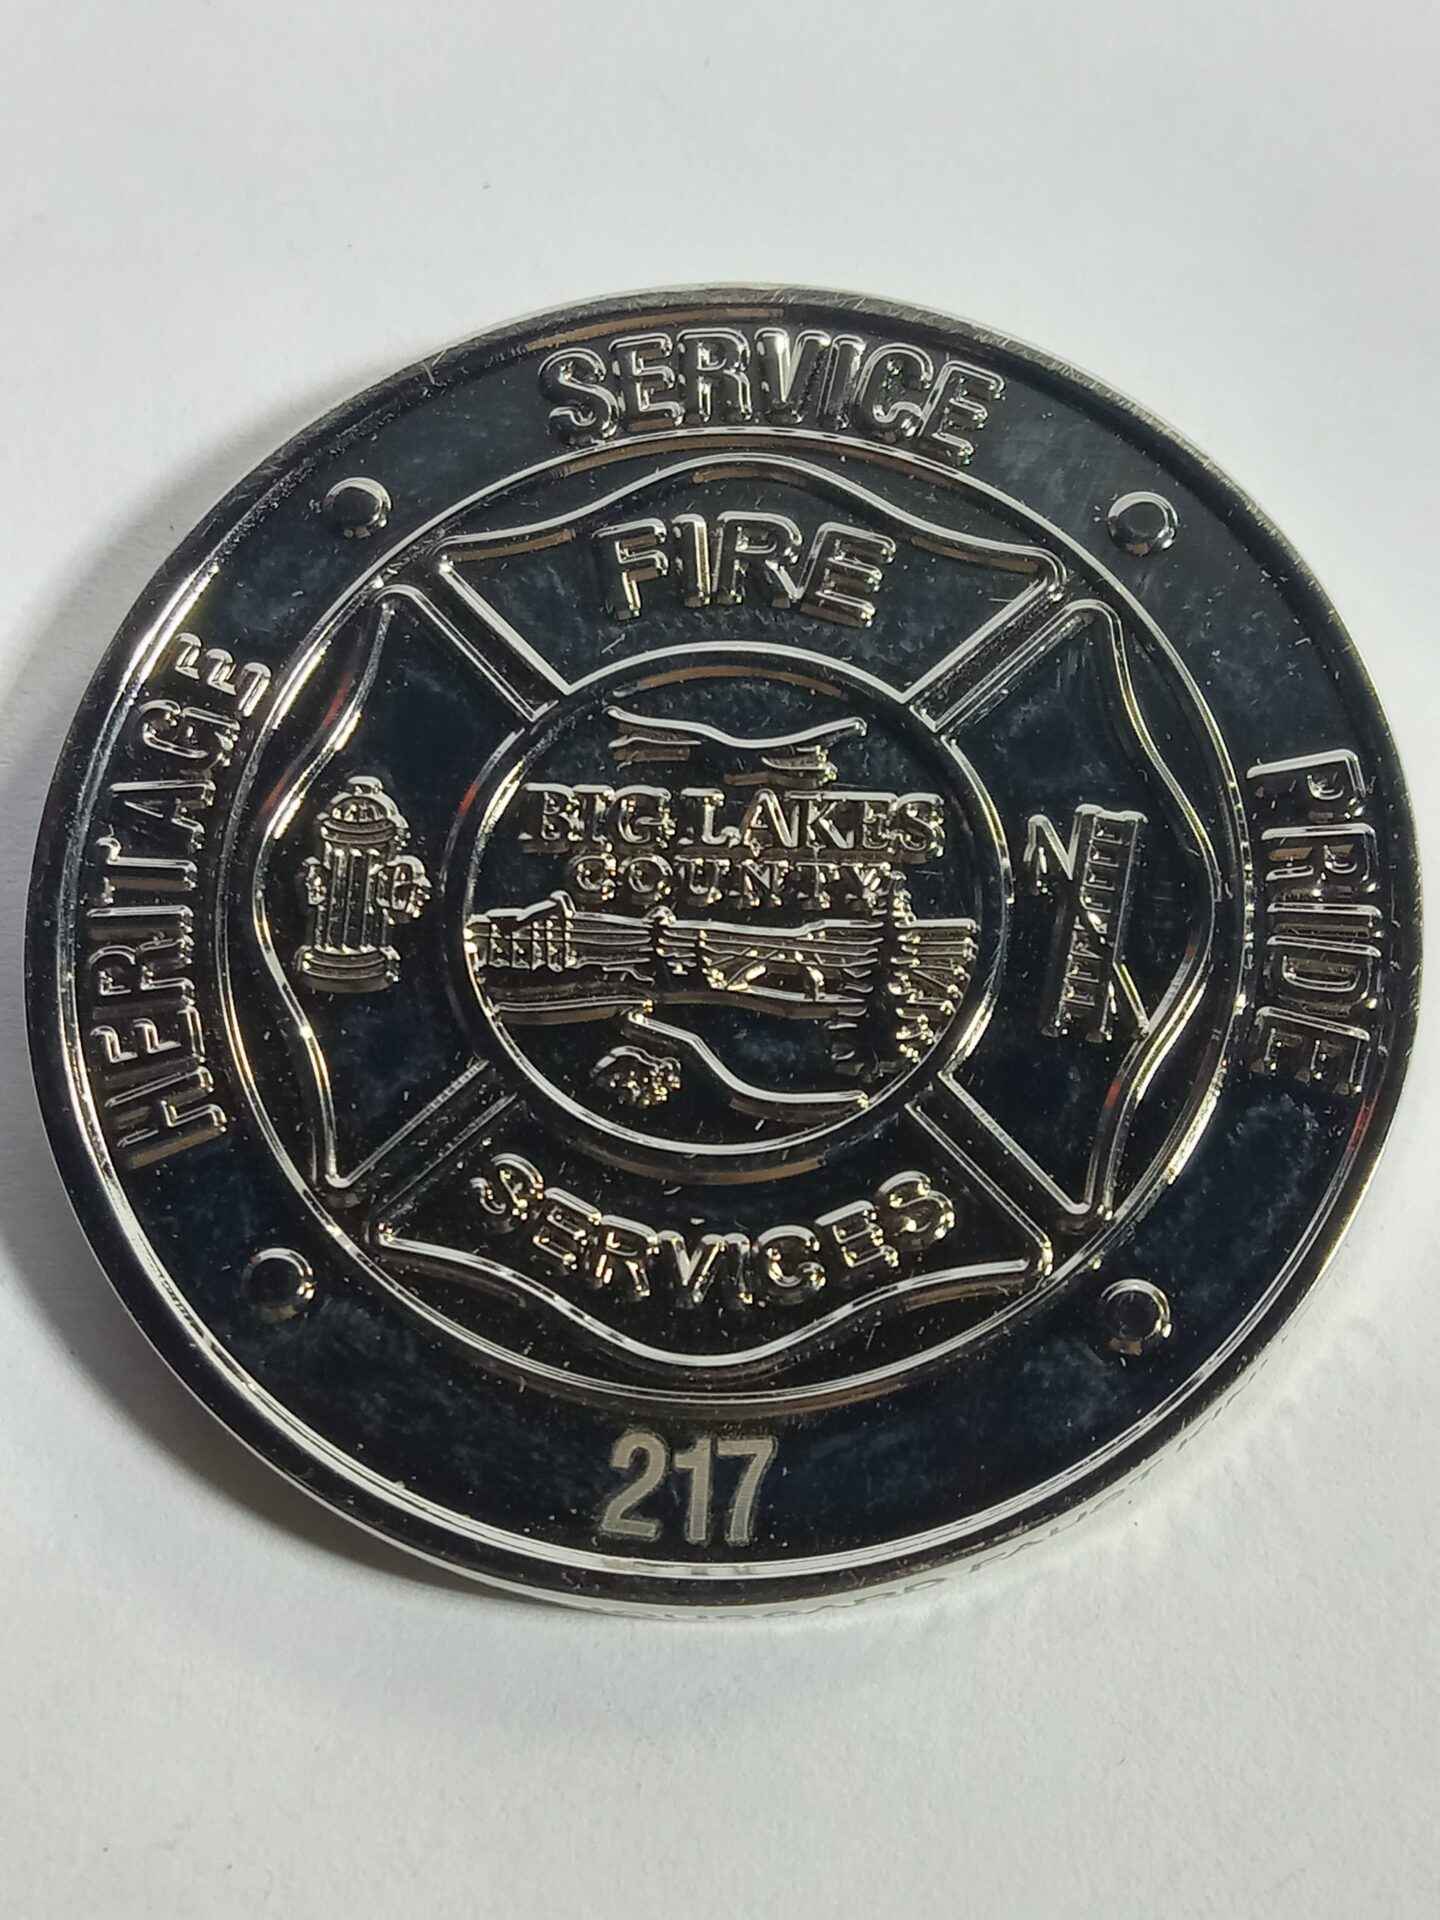 SERVICE
HERITAGE
PRIDE
FIRE
BIG LAKES
COUNTY
SERVICES
217